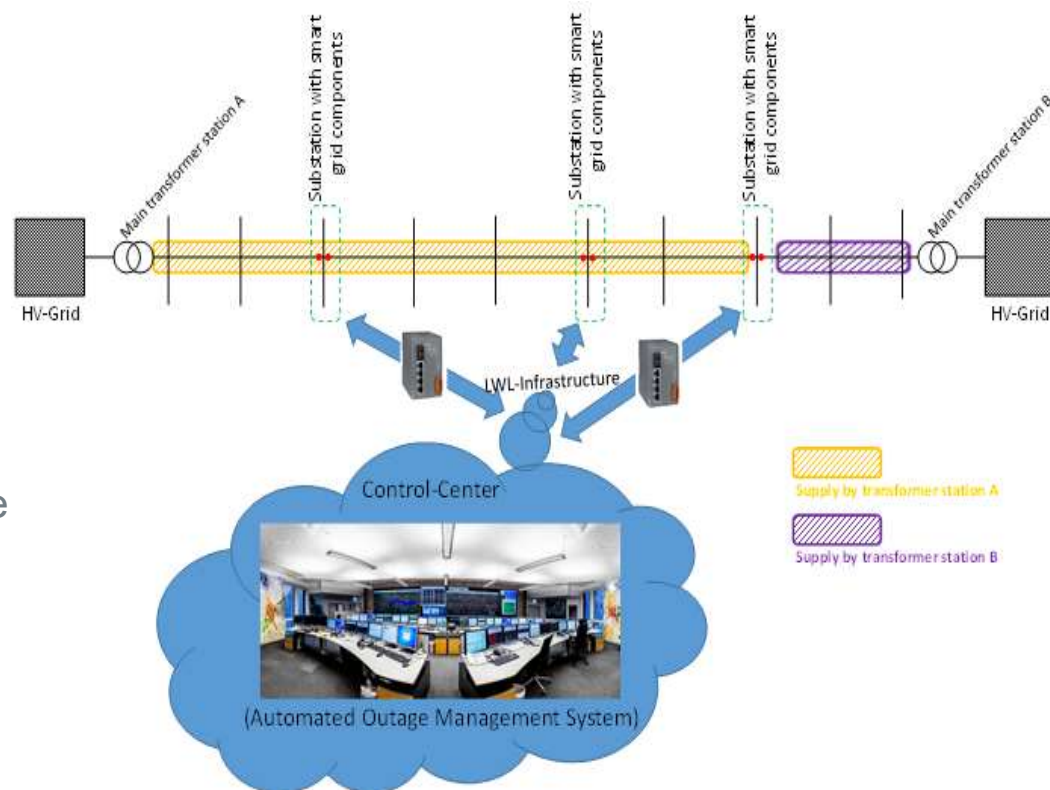 Substation with smart
grid components
Substation with smart
grid components
Substation with smart
grid components
Main transformer station A
Main transformer station B
HV-Grid
HV-Grid
LWL-Infrastructure
Control-Center
e
Supply by transformer station A
Supply by transformer station B
(Automated Outage Management System)